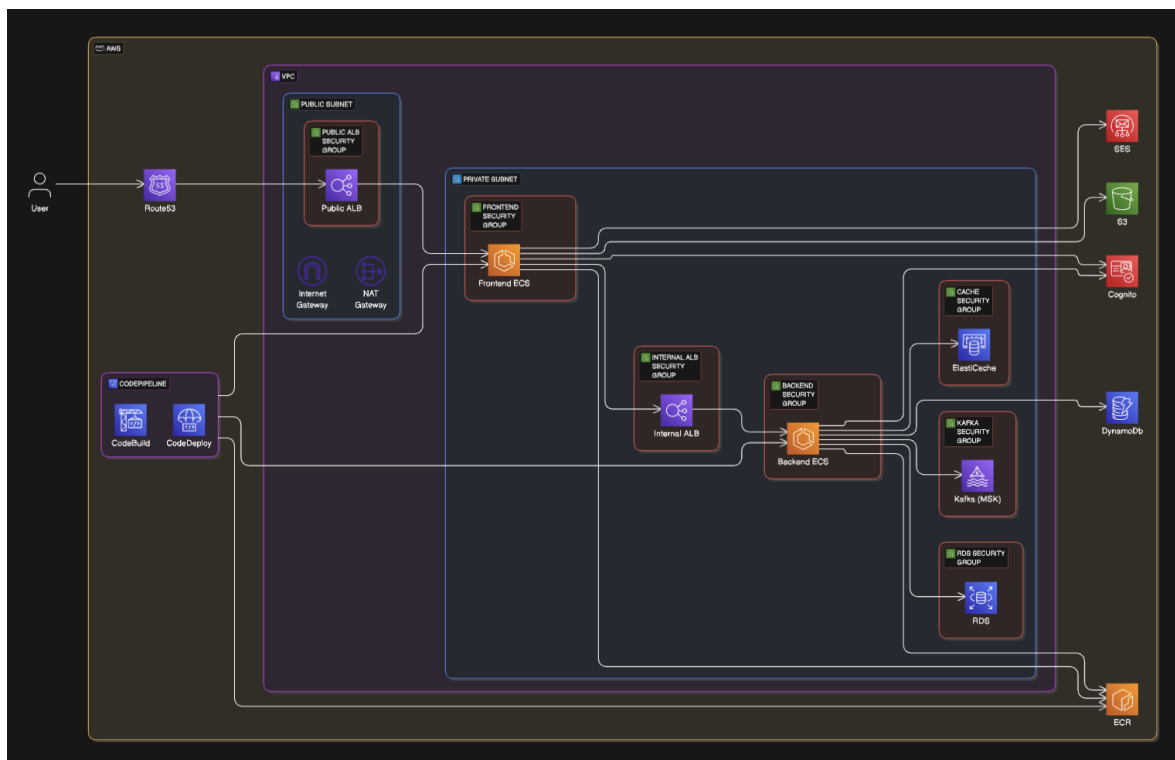 aws AWS
VPC
PUBLIC SUBNET
PUBLIC ALB
SECURITY
GROUP
Public ALB
User
53
Route53
Internet
Gateway
NAT
Gateway
PRIVATE SUBNET
FRONTEND
SECURITY
GROUP
Frontend ECS
SES
S3
Cognito
CACHE
SECURITY
GROUP
ElastiCache
INTERNAL ALB
SECURITY
GROUP
Internal ALB
BACKEND
SECURITY
GROUP
Backend ECS
CODEPIPELINE
CodeBuild
CodeDeploy
DynamoDb
KAFKA
SECURITY
GROUP
Kafka (MSK)
RDS SECURITY
GROUP
RDS
ECR